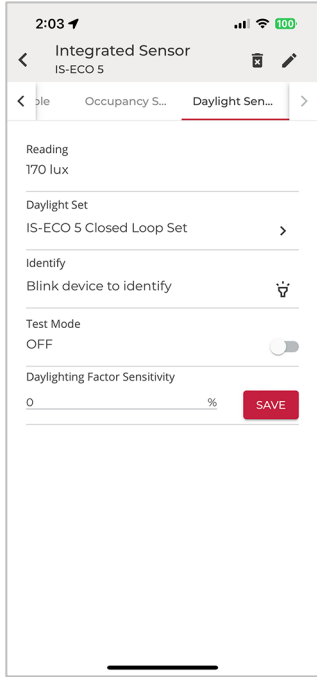 2:03
100
Integrated Sensor
IS-ECO 5
ole
Occupancy S...
Daylight Sen...
Reading
170 lux
Daylight Set
IS-ECO 5 Closed Loop Set
Identify
Blink device to identify
Test Mode
OFF
Daylighting Factor Sensitivity
0 %
SAVE